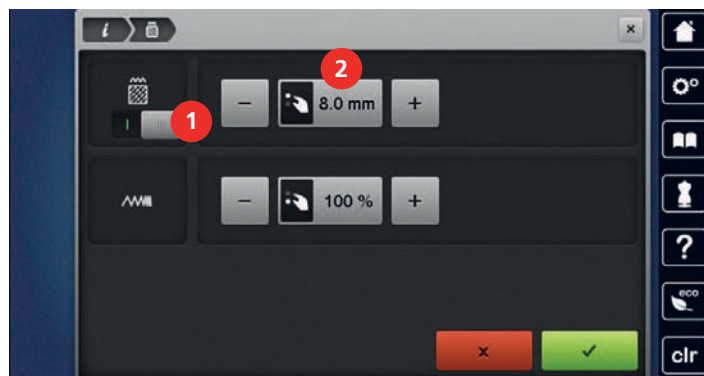 i
×
1
2
− 8.0 mm +
− 100 % +
?
eco
clr
× ✓